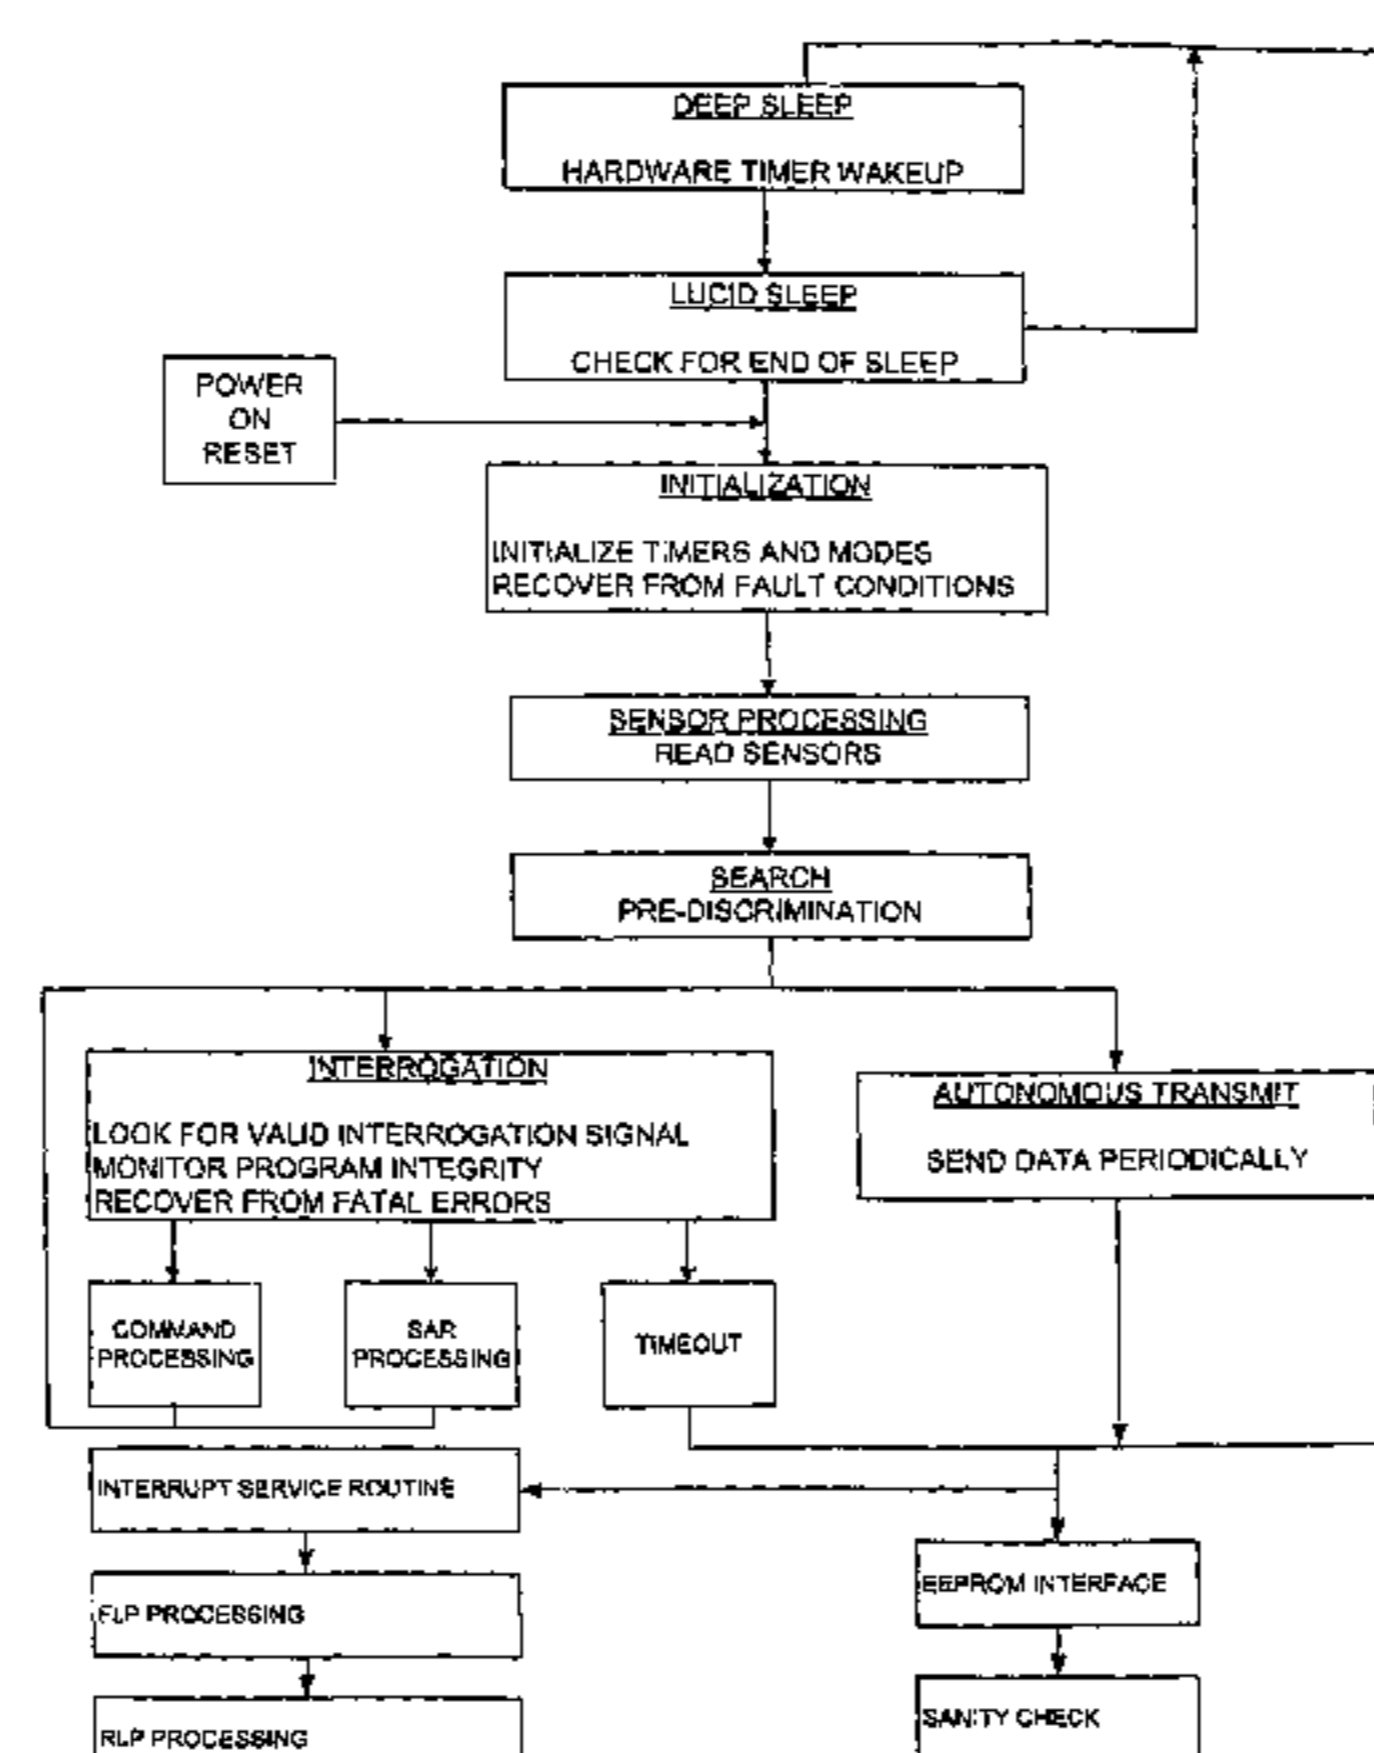 DEEP SLEEP
HARDWARE TIMER WAKEUP
LUCID SLEEP
CHECK FOR END OF SLEEP
POWER
ON
RESET
INITIALIZATION
INITIALIZE TIMERS AND MODES
RECOVER FROM FAULT CONDITIONS
SENSOR PROCESSING
READ SENSORS
SEARCH
PRE-DISCRIMINATION
INTERROGATION
LOOK FOR VALID INTERROGATION SIGNAL
MONITOR PROGRAM INTEGRITY
RECOVER FROM FATAL ERRORS
AUTONOMOUS TRANSMIT
SEND DATA PERIODICALLY
COMMAND
PROCESSING
SAR
PROCESSING
TIMEOUT
INTERRUPT SERVICE ROUTINE
FLP PROCESSING
RLP PROCESSING
EEPROM INTERFACE
SANITY CHECK